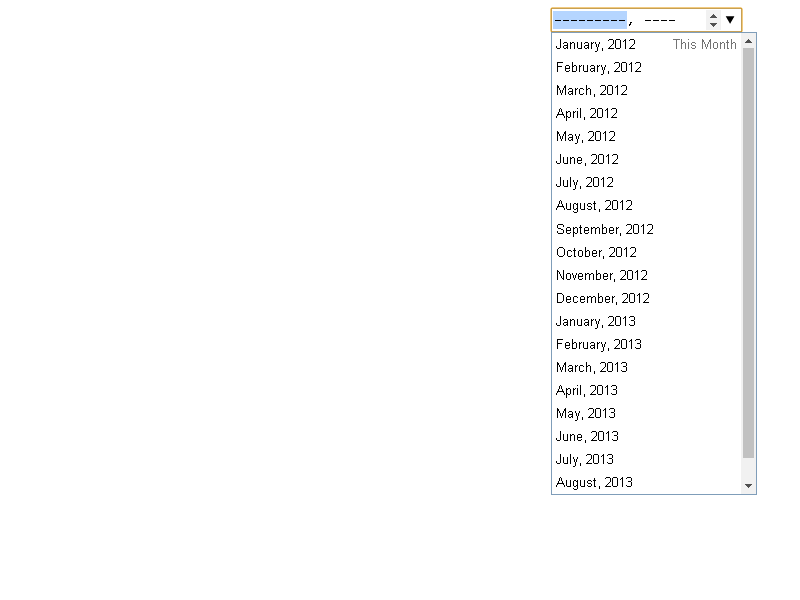 ---------, ----
January, 2012 This Month
February, 2012
March, 2012
April, 2012
May, 2012
June, 2012
July, 2012
August, 2012
September, 2012
October, 2012
November, 2012
December, 2012
January, 2013
February, 2013
March, 2013
April, 2013
May, 2013
June, 2013
July, 2013
August, 2013